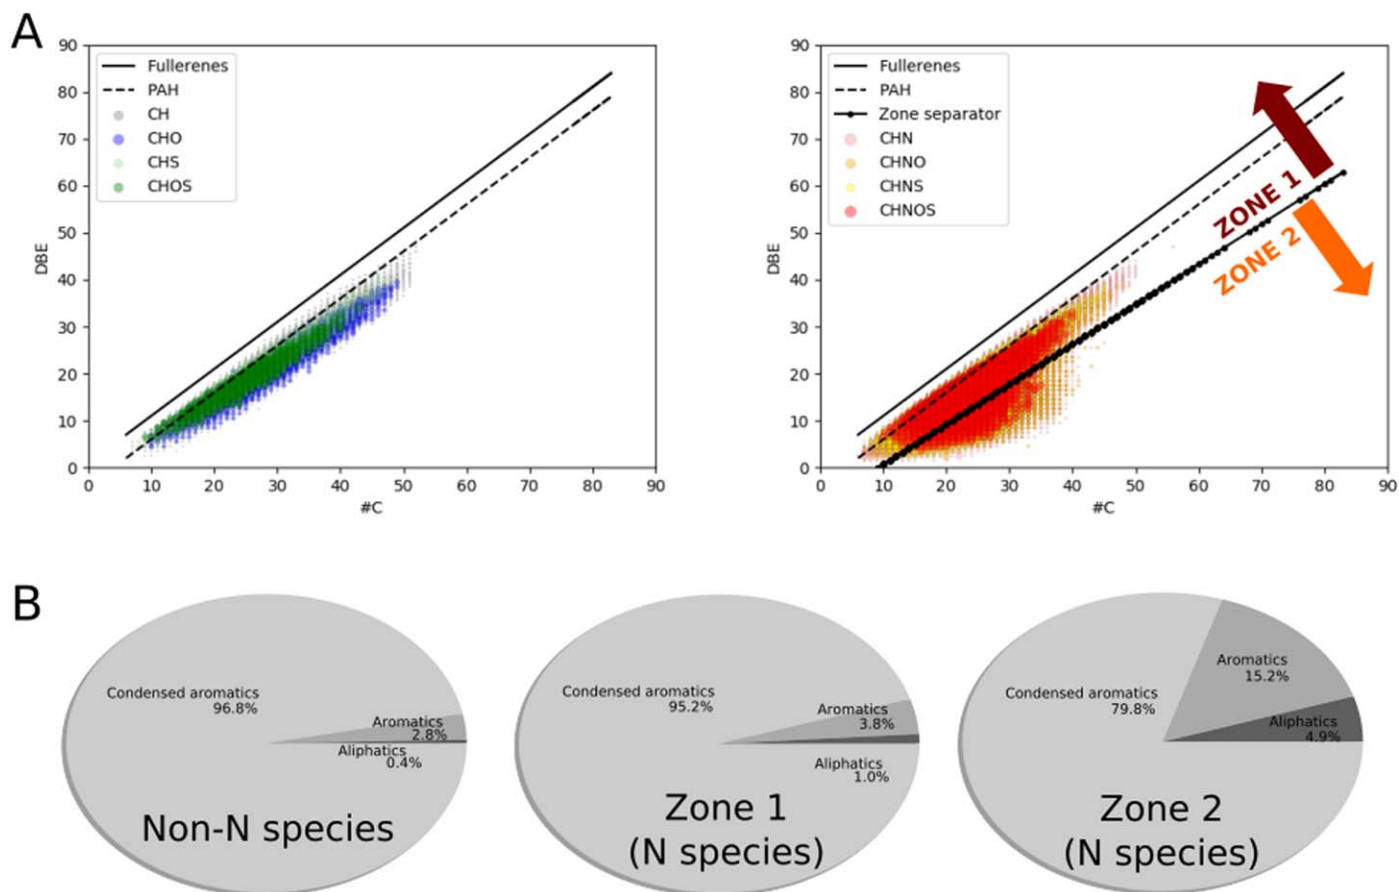 A
90
80
70
60
50
40
30
20
10
0
DBE
Fullerenes
PAH
CH
CHO
CHS
CHOS
0 10 20 30 40 50 60 70 80 90
#C
90
80
70
60
50
40
30
20
10
0
DBE
Fullerenes
PAH
Zone separator
CHN
CHNO
CHNS
CHNOS
ZONE 1
ZONE 2
0 10 20 30 40 50 60 70 80 90
#C
B
Condensed aromatics
96.8%
Aromatics
2.8%
Aliphatics
0.4%
Non-N species
Condensed aromatics
95.2%
Aromatics
3.8%
Aliphatics
1.0%
Zone 1
(N species)
Condensed aromatics
79.8%
Aromatics
15.2%
Aliphatics
4.9%
Zone 2
(N species)